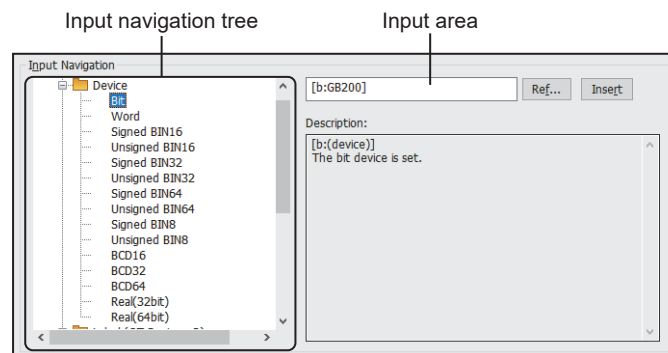 Input navigation tree
Input area
Input Navigation
Device
Bit
Word
Signed BIN16
Unsigned BIN16
Signed BIN32
Unsigned BIN32
Signed BIN64
Unsigned BIN64
Signed BIN8
Unsigned BIN8
BCD16
BCD32
BCD64
Real(32bit)
Real(64bit)
[b:GB200]
Ref...
Insert
Description:
[b:(device)]
The bit device is set.